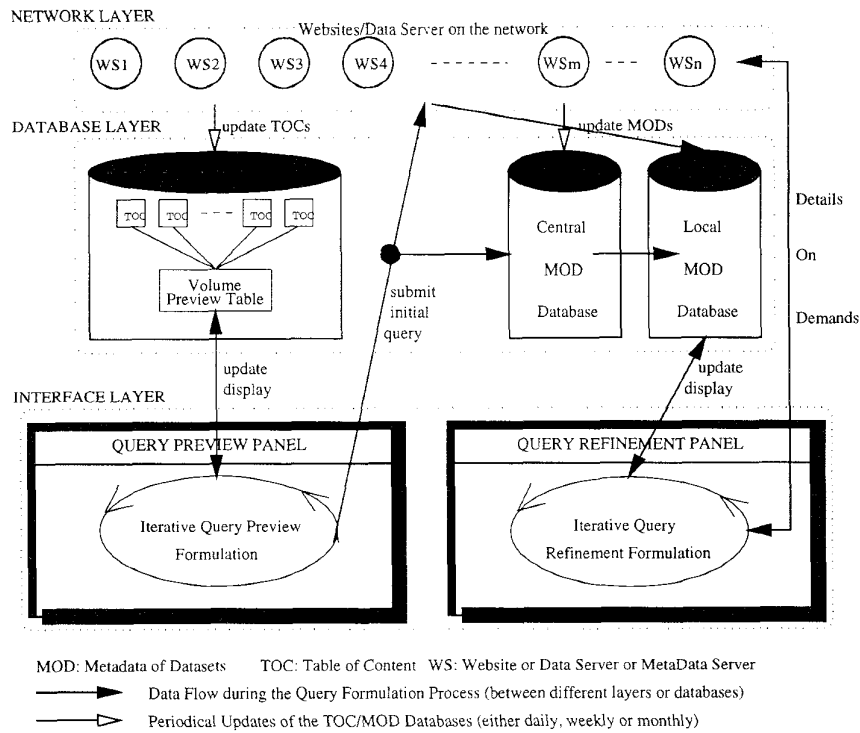 NETWORK LAYER
Websites/Data Server on the network
WS1 WS2 WS3 WS4 WSm WSn
DATABASE LAYER
update TOCs
update MODs
TOC TOC TOC TOC
Volume
Preview Table
Central
MOD
Database
Local
MOD
Database
Details
On
Demands
submit
initial
query
update
display
update
display
INTERFACE LAYER
QUERY PREVIEW PANEL
QUERY REFINEMENT PANEL
Iterative Query Preview
Formulation
Iterative Query
Refinement Formulation
MOD: Metadata of Datasets TOC: Table of Content WS: Website or Data Server or MetaData Server
Data Flow during the Query Formulation Process (between different layers or databases)
Periodical Updates of the TOC/MOD Databases (either daily, weekly or monthly)